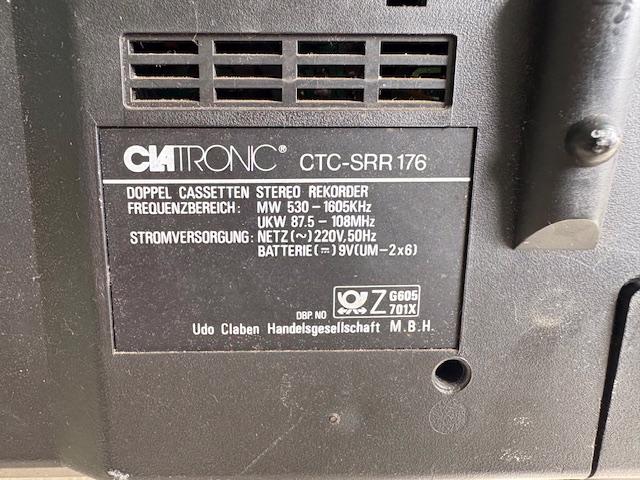 CLATRONIC® CTC-SRR 176
DOPPEL CASSETTEN STEREO REKORDER
FREQUENZBEREICH: MW 530-1605KHz
UKW 87.5-108MHz
STROMVERSORGUNG: NETZ(~)220V,50Hz
BATTERIE(⎓)9V(UM-2x6)
DBP. NO Z G605
701X
Udo Claben Handelsgesellschaft M.B.H.